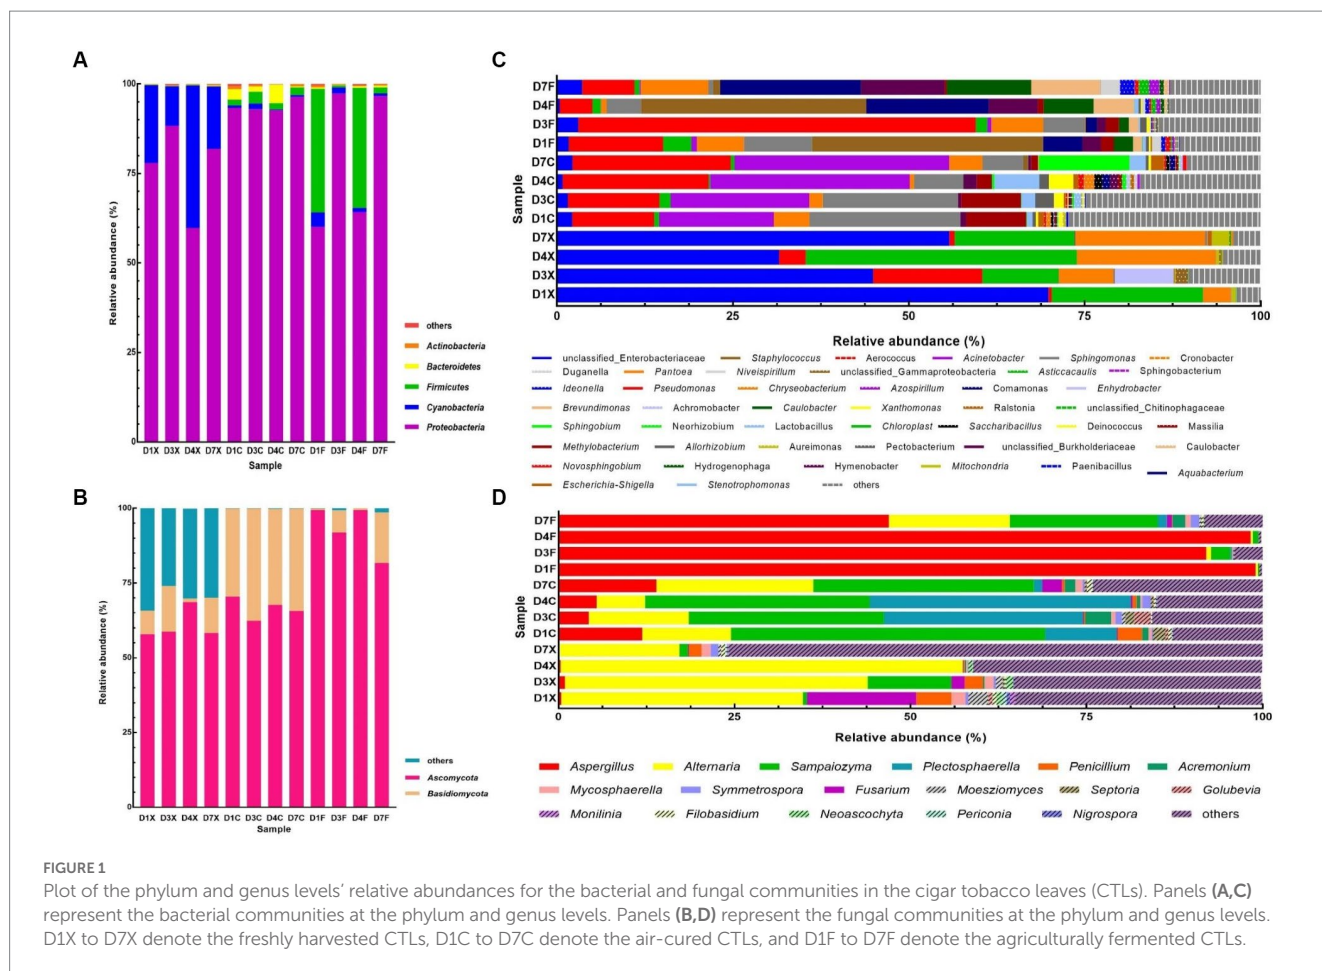 A
Relative abundance (%)
100
75
50
25
0
D1X D3X D4X D7X D1C D3C D4C D7C D1F D3F D4F D7F
Sample
others
Actinobacteria
Bacteroidetes
Firmicutes
Cyanobacteria
Proteobacteria
B
Relative abundance (%)
100
75
50
25
0
D1X D3X D4X D7X D1C D3C D4C D7C D1F D3F D4F D7F
Sample
others
Ascomycota
Basidiomycota
C
Sample
D7F
D4F
D3F
D1F
D7C
D4C
D3C
D1C
D7X
D4X
D3X
D1X
0 25 50 75 100
Relative abundance (%)
unclassified_Enterobacteriaceae Staphylococcus Aerococcus Acinetobacter Sphingomonas Cronobacter
Duganella Pantoea Niveispirillum unclassified_Gammaproteobacteria Asticcacaulis Sphingobacterium
Ideonella Pseudomonas Chryseobacterium Azospirillum Comamonas Enhydrobacter
Brevundimonas Achromobacter Caulobacter Xanthomonas Ralstonia unclassified_Chitinophagaceae
Sphingobium Neorhizobium Lactobacillus Chloroplast Saccharibacillus Deinococcus Massilia
Methylobacterium Allorhizobium Aureimonas Pectobacterium unclassified_Burkholderiaceae Caulobacter
Novosphingobium Hydrogenophaga Hymenobacter Mitochondria Paenibacillus Aquabacterium
Escherichia-Shigella Stenotrophomonas others
D
Sample
D7F
D4F
D3F
D1F
D7C
D4C
D3C
D1C
D7X
D4X
D3X
D1X
0 25 50 75 100
Relative abundance (%)
Aspergillus Alternaria Sampaiozyma Plectosphaerella Penicillium Acremonium
Mycosphaerella Symmetrospora Fusarium Moesziomyces Septoria Golubevia
Monilinia Filobasidium Neoascochyta Periconia Nigrospora others
FIGURE 1
Plot of the phylum and genus levels' relative abundances for the bacterial and fungal communities in the cigar tobacco leaves (CTLs). Panels (A,C)
represent the bacterial communities at the phylum and genus levels. Panels (B,D) represent the fungal communities at the phylum and genus levels.
D1X to D7X denote the freshly harvested CTLs, D1C to D7C denote the air-cured CTLs, and D1F to D7F denote the agriculturally fermented CTLs.